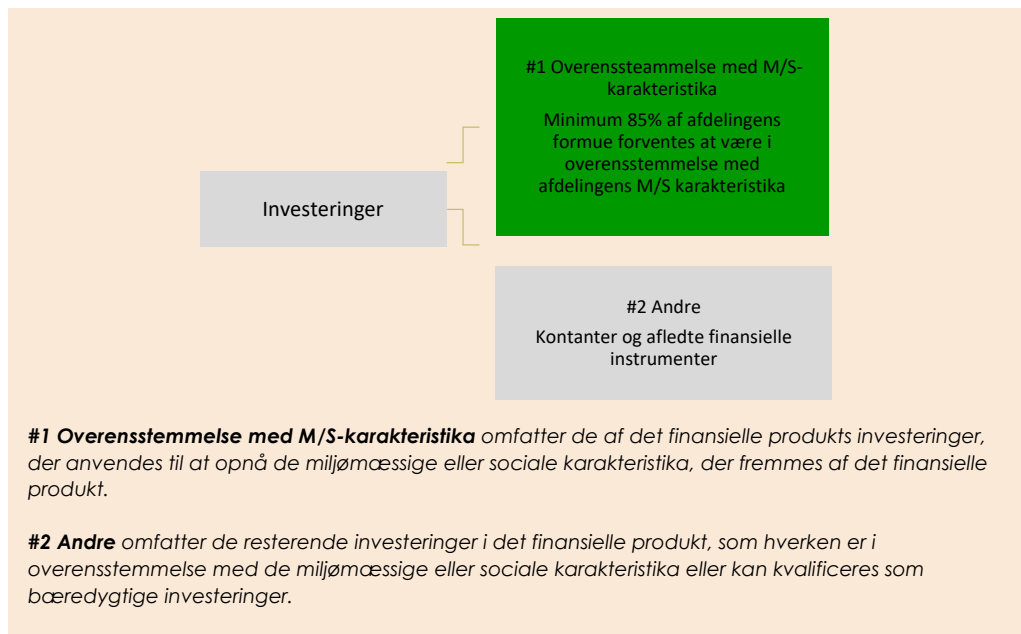 #1 Overenssteammelse med M/S-
karakteristika
Minimum 85% af afdelingens
formue forventes at være i
overensstemmelse med
afdelingens M/S karakteristika
Investeringer
#2 Andre
Kontanter og afledte finansielle
instrumenter
#1 Overensstemmelse med M/S-karakteristika omfatter de af det finansielle produkts investeringer,
der anvendes til at opnå de miljømæssige eller sociale karakteristika, der fremmes af det finansielle
produkt.
#2 Andre omfatter de resterende investeringer i det finansielle produkt, som hverken er i
overensstemmelse med de miljømæssige eller sociale karakteristika eller kan kvalificeres som
bæredygtige investeringer.